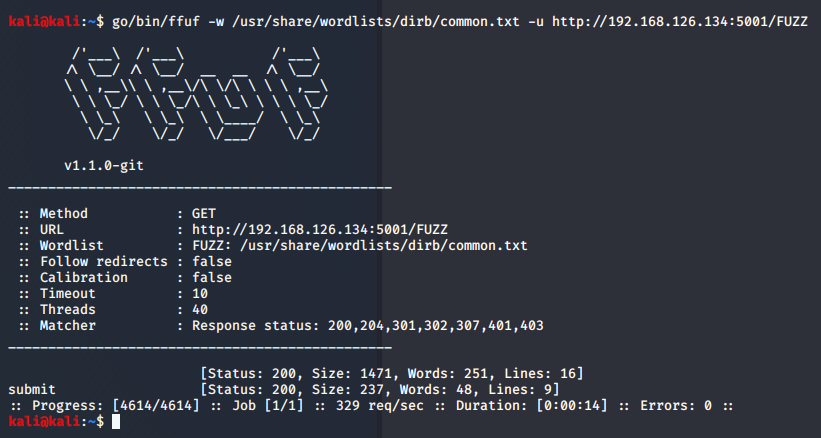 kali@kali:~$ go/bin/ffuf -w /usr/share/wordlists/dirb/common.txt -u http://192.168.126.134:5001/FUZZ
v1.1.0-git
________________________________________________
:: Method : GET
:: URL : http://192.168.126.134:5001/FUZZ
:: Wordlist : FUZZ: /usr/share/wordlists/dirb/common.txt
:: Follow redirects : false
:: Calibration : false
:: Timeout : 10
:: Threads : 40
:: Matcher : Response status: 200,204,301,302,307,401,403
________________________________________________
[Status: 200, Size: 1471, Words: 251, Lines: 16]
submit [Status: 200, Size: 237, Words: 48, Lines: 9]
:: Progress: [4614/4614] :: Job [1/1] :: 329 req/sec :: Duration: [0:00:14] :: Errors: 0 ::
kali@kali:~$